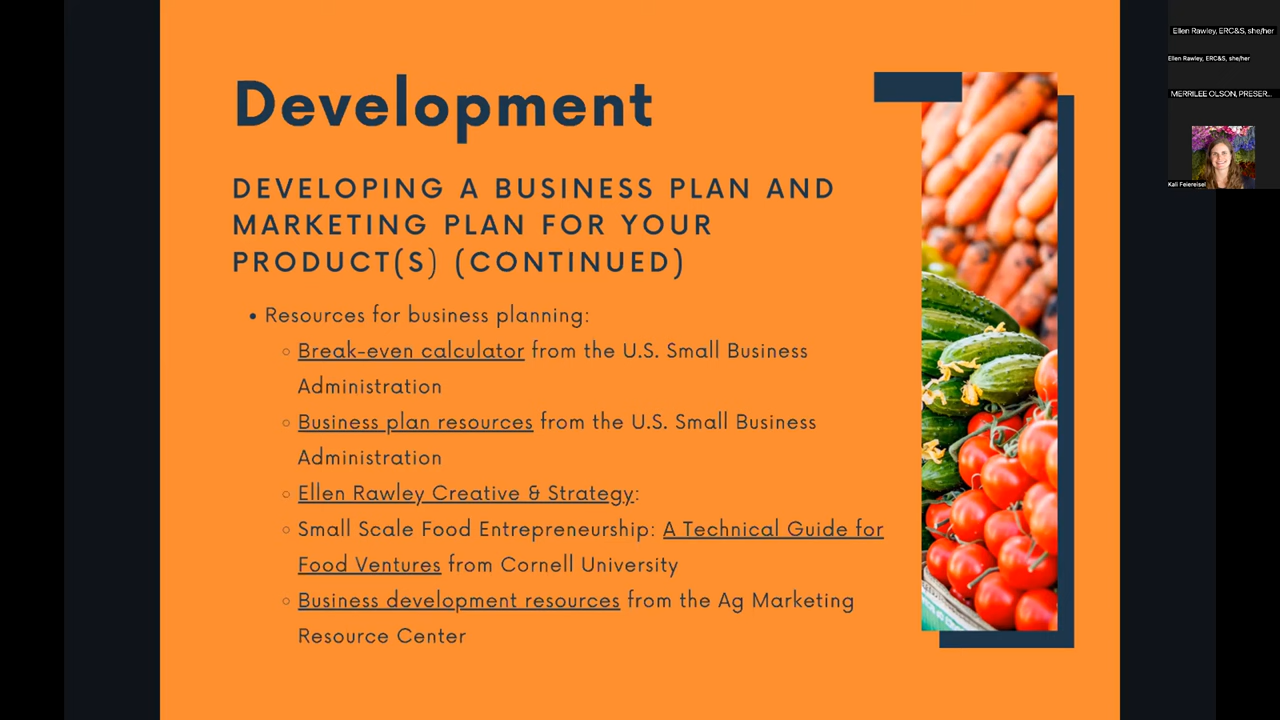 Development
DEVELOPING A BUSINESS PLAN AND
MARKETING PLAN FOR YOUR
PRODUCT(S) (CONTINUED)
• Resources for business planning:
○ Break-even calculator from the U.S. Small Business
Administration
○ Business plan resources from the U.S. Small Business
Administration
○ Ellen Rawley Creative & Strategy:
○ Small Scale Food Entrepreneurship: A Technical Guide for
Food Ventures from Cornell University
○ Business development resources from the Ag Marketing
Resource Center
Ellen Rawley, ERC&S, she/her
Ellen Rawley, ERC&S, she/her
MERRILEE OLSON, PRESER...
Kali Feiereisel